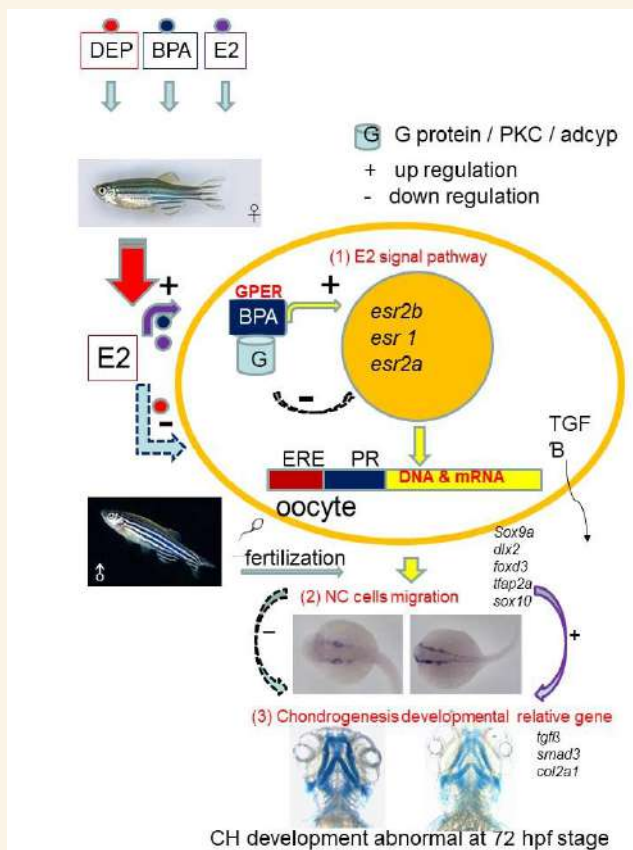 DEP BPA E2
G G protein / PKC / adcyp
+ up regulation
- down regulation
♀
(1) E2 signal pathway
+
GPER
BPA
G
+
esr2b
esr 1
esr2a
E2
-
-
TGF
ɓ
ERE PR DNA & mRNA
oocyte
♂
fertilization
Sox9a
dlx2
foxd3
tfap2a
sox10
(2) NC cells migration
-
+
(3) Chondrogenesis developmental relative gene
tgfß
smad3
col2a1
CH development abnormal at 72 hpf stage